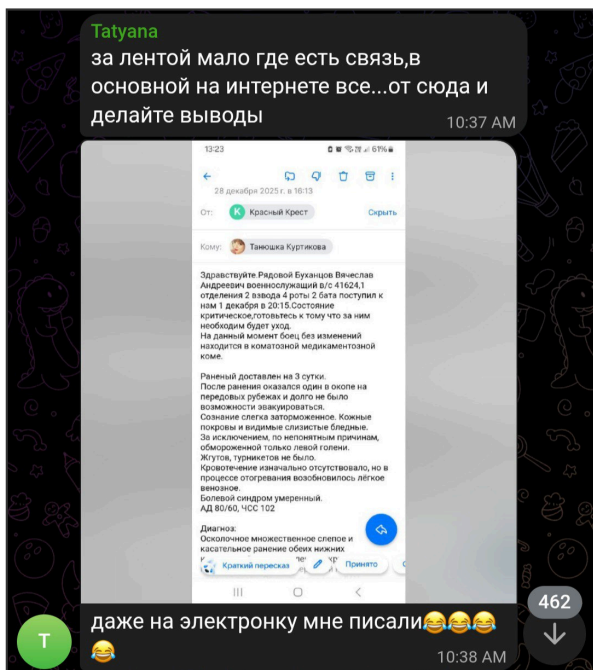 Tatyana
за лентой мало где есть связь,в
основной на интернете все...от сюда и
делайте выводы
10:37 AM
13:23
61%
28 декабря 2025 г. в 16:13
От: К Красный Крест Скрыть
Кому: Танюшка Куртикова
Здравствуйте.Рядовой Буханцов Вячеслав
Андреевич военнослужащий в/с 41624,1
отделения 2 взвода 4 роты 2 бата поступил к
нам 1 декабря в 20:15.Состояние
критическое,готовьтесь к тому что за ним
необходим будет уход.
На данный момент боец без изменений
находится в коматозной медикаментозной
коме.
Раненый доставлен на 3 сутки.
После ранения оказался один в окопе на
передовых рубежах и долго не было
возможности эвакуироваться.
Сознание слегка заторможенное. Кожные
покровы и видимые слизистые бледные.
За исключением, по непонятным причинам,
обмороженной только левой голени.
Жгутов, турникетов не было.
Кровотечение изначально отсутствовало, но в
процессе отогревания возобновилось лёгкое
венозное.
Болевой синдром умеренный.
АД 80/60, ЧСС 102
Диагноз:
Осколочное множественное слепое и
касательное ранение обеих нижних
Краткий пересказ Принято
даже на электронку мне писали😂😂😂
😂
10:38 AM
T
462